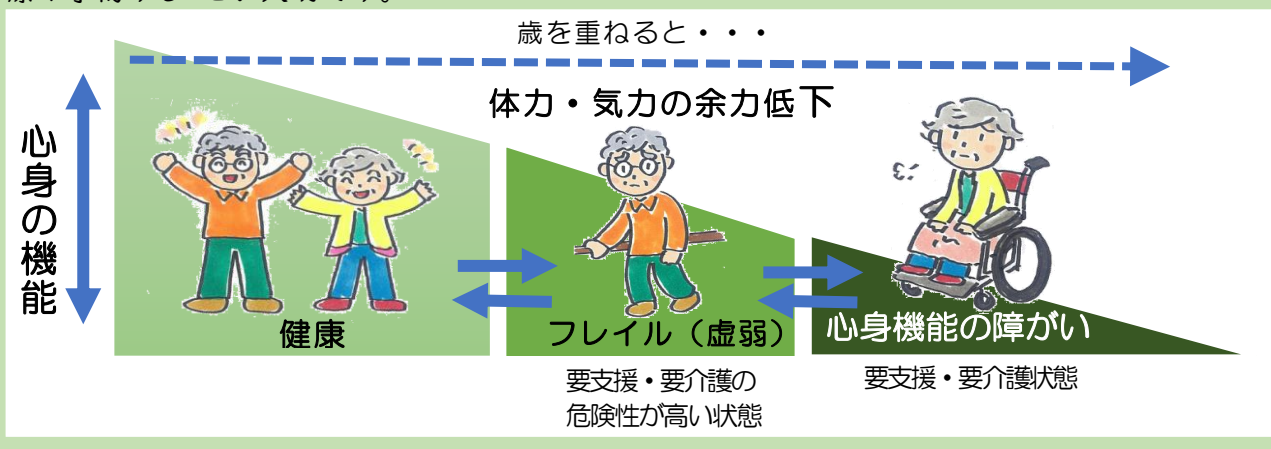 歳を重ねると・・・
体力・気力の余力低下
心身の機能
健康
フレイル（虚弱）
心身機能の障がい
要支援・要介護の
危険性が高い状態
要支援・要介護状態